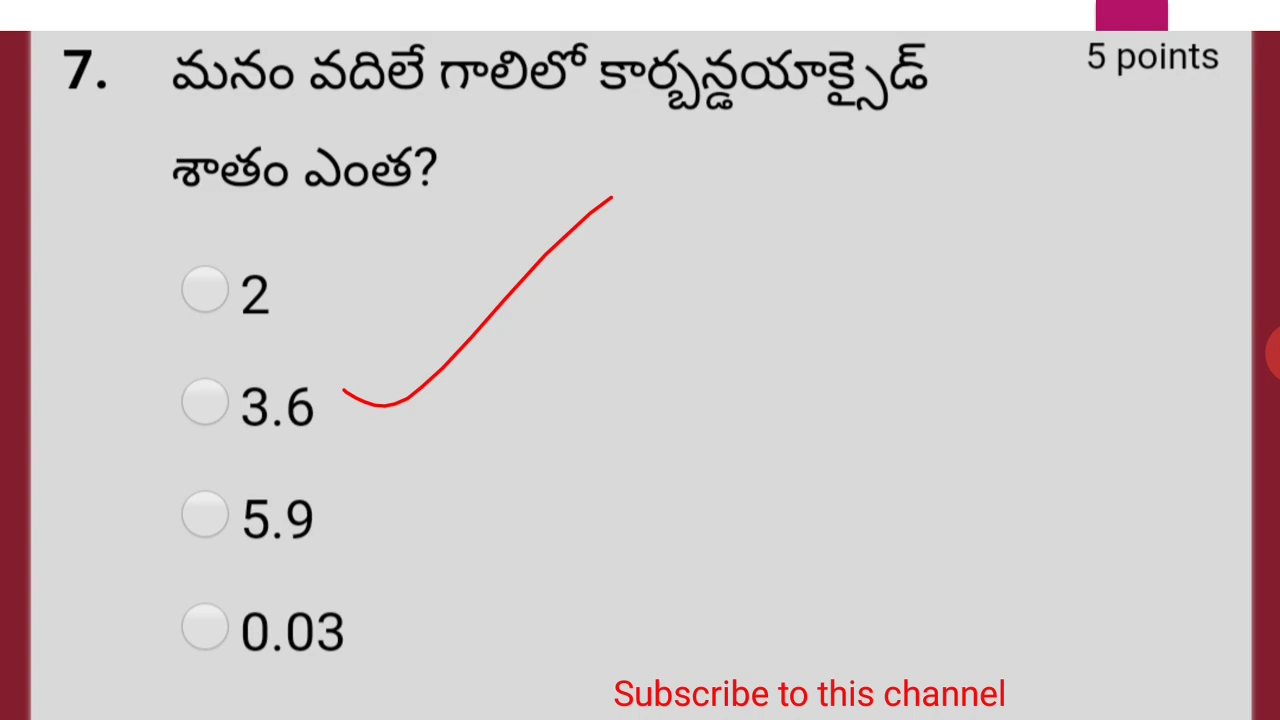 7. మనం వదిలే గాలిలో కార్బన్డయాక్సైడ్ 5 points
శాతం ఎంత?
2
3.6
5.9
0.03
Subscribe to this channel